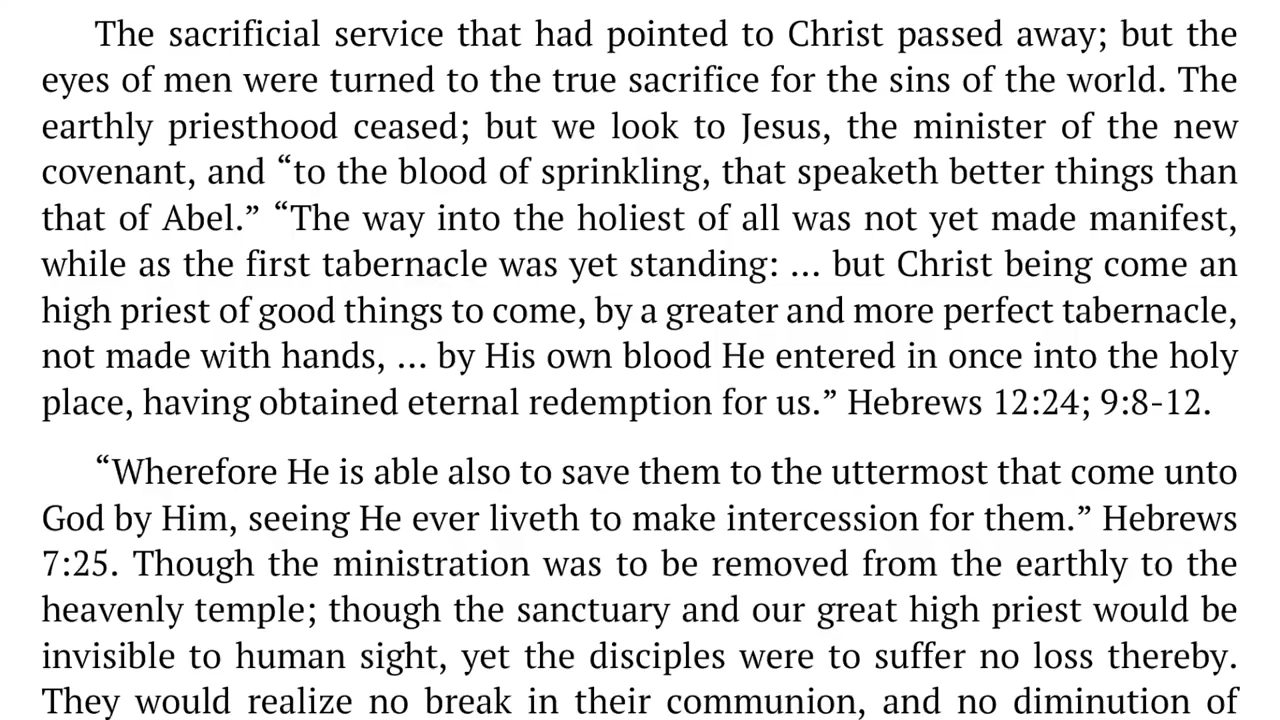 The sacrificial service that had pointed to Christ passed away; but the
eyes of men were turned to the true sacrifice for the sins of the world. The
earthly priesthood ceased; but we look to Jesus, the minister of the new
covenant, and “to the blood of sprinkling, that speaketh better things than
that of Abel.” “The way into the holiest of all was not yet made manifest,
while as the first tabernacle was yet standing: ... but Christ being come an
high priest of good things to come, by a greater and more perfect tabernacle,
not made with hands, ... by His own blood He entered in once into the holy
place, having obtained eternal redemption for us.” Hebrews 12:24; 9:8-12.
“Wherefore He is able also to save them to the uttermost that come unto
God by Him, seeing He ever liveth to make intercession for them.” Hebrews
7:25. Though the ministration was to be removed from the earthly to the
heavenly temple; though the sanctuary and our great high priest would be
invisible to human sight, yet the disciples were to suffer no loss thereby.
They would realize no break in their communion, and no diminution of